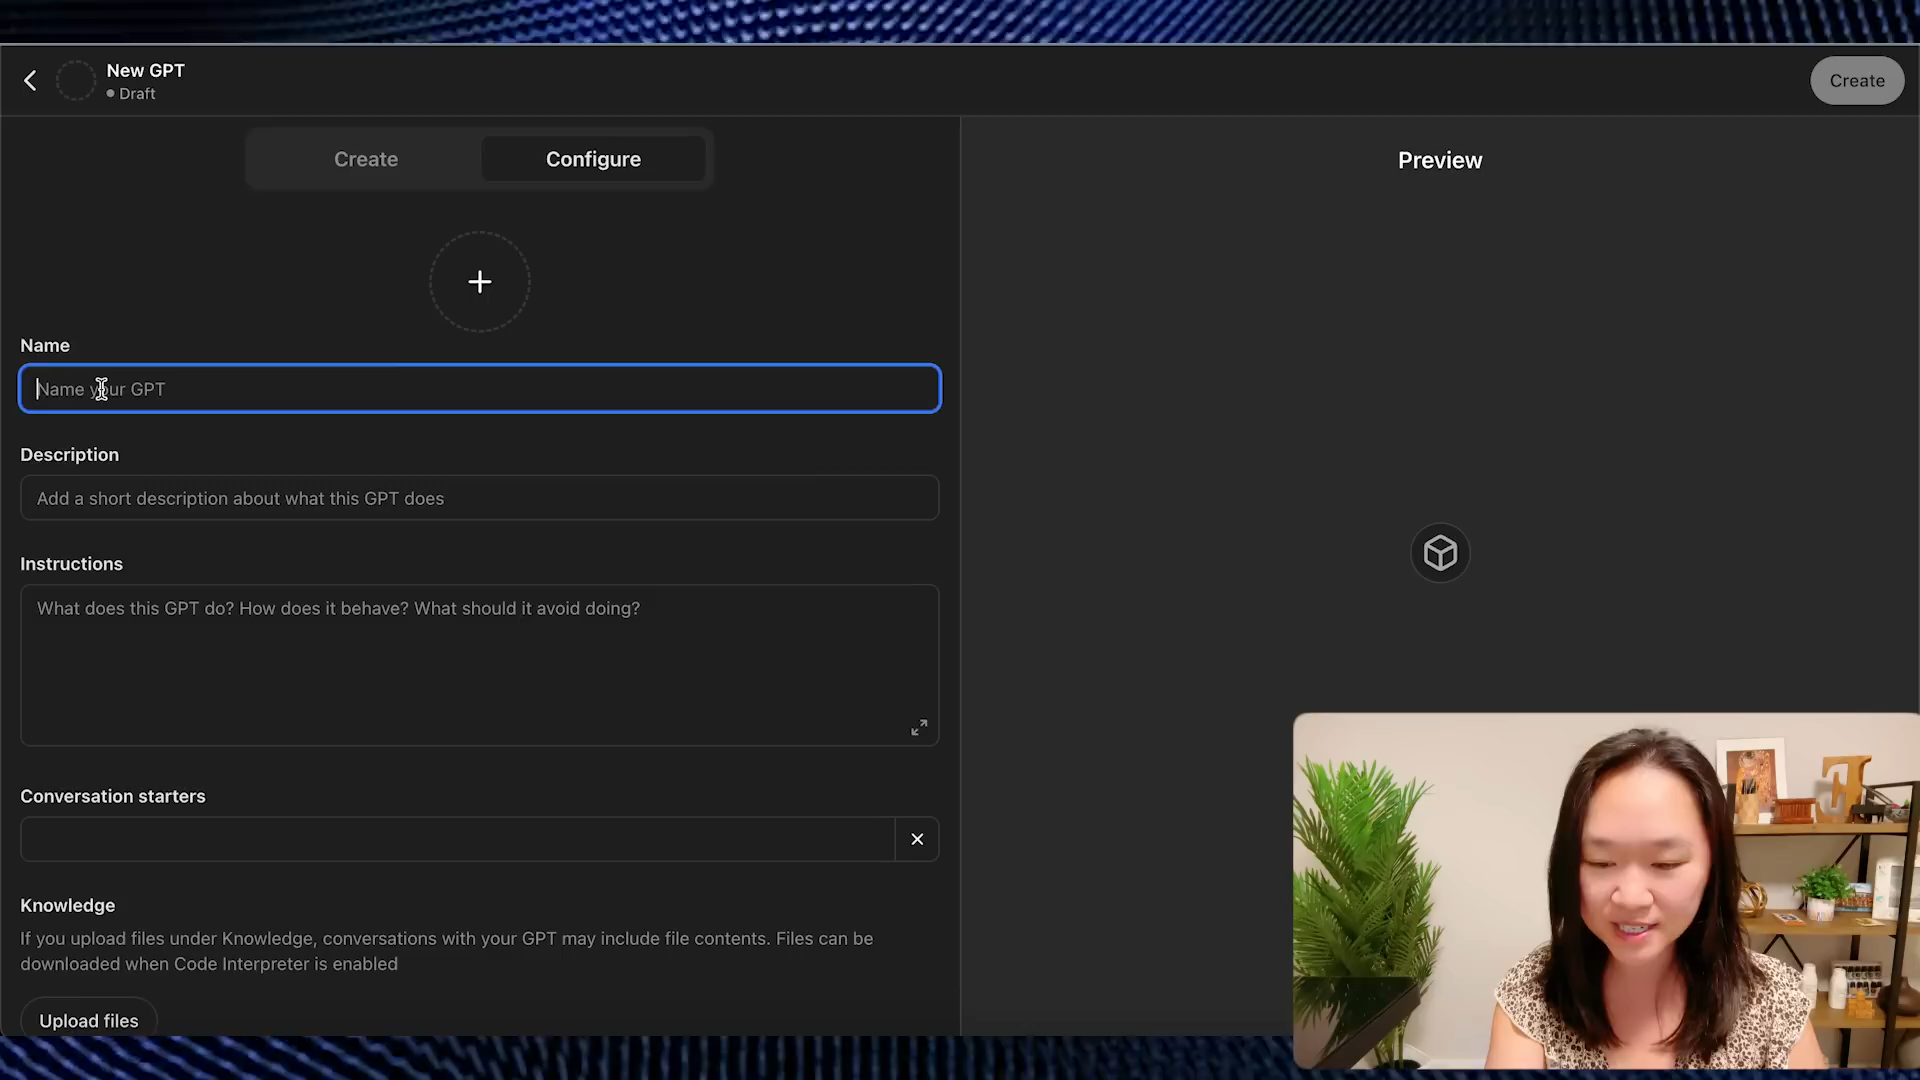 New GPT
Draft
Create
Create
Configure
Preview
Name
Name your GPT
Description
Add a short description about what this GPT does
Instructions
What does this GPT do? How does it behave? What should it avoid doing?
Conversation starters
Knowledge
If you upload files under Knowledge, conversations with your GPT may include file contents. Files can be
downloaded when Code Interpreter is enabled
Upload files